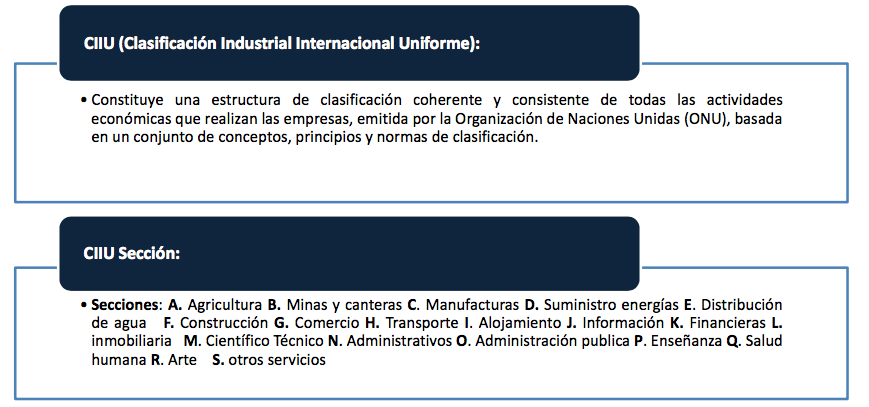 CIIU (Clasificación Industrial Internacional Uniforme):
• Constituye una estructura de clasificación coherente y consistente de todas las actividades
económicas que realizan las empresas, emitida por la Organización de Naciones Unidas (ONU), basada
en un conjunto de conceptos, principios y normas de clasificación.
CIIU Sección:
• Secciones: A. Agricultura B. Minas y canteras C. Manufacturas D. Suministro energías E. Distribución
de agua F. Construcción G. Comercio H. Transporte I. Alojamiento J. Información K. Financieras L.
inmobiliaria M. Científico Técnico N. Administrativos O. Administración publica P. Enseñanza Q. Salud
humana R. Arte S. otros servicios